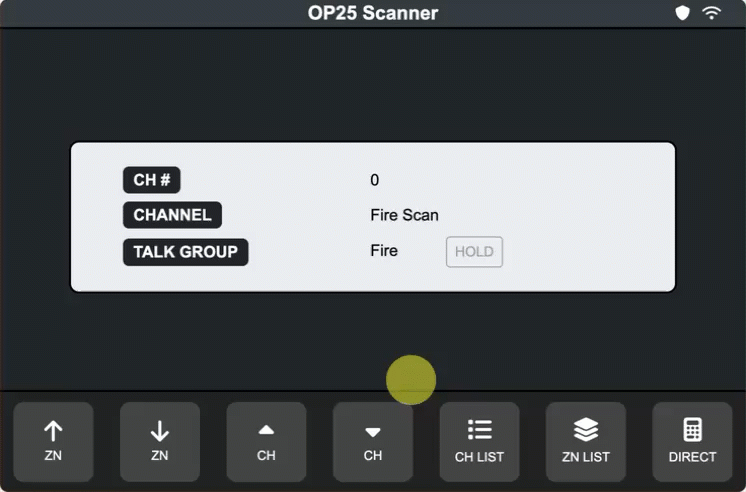 OP25 Scanner
CH # 0
CHANNEL Fire Scan
TALK GROUP Fire HOLD
ZN ZN CH CH CH LIST ZN LIST DIRECT